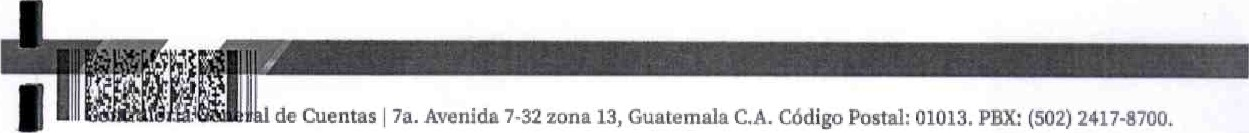 de Cuentas | 7a. Avenida 7-32 zona 13, Guatemala C.A. Código Postal: 01013. PBX: (502) 2417-8700.